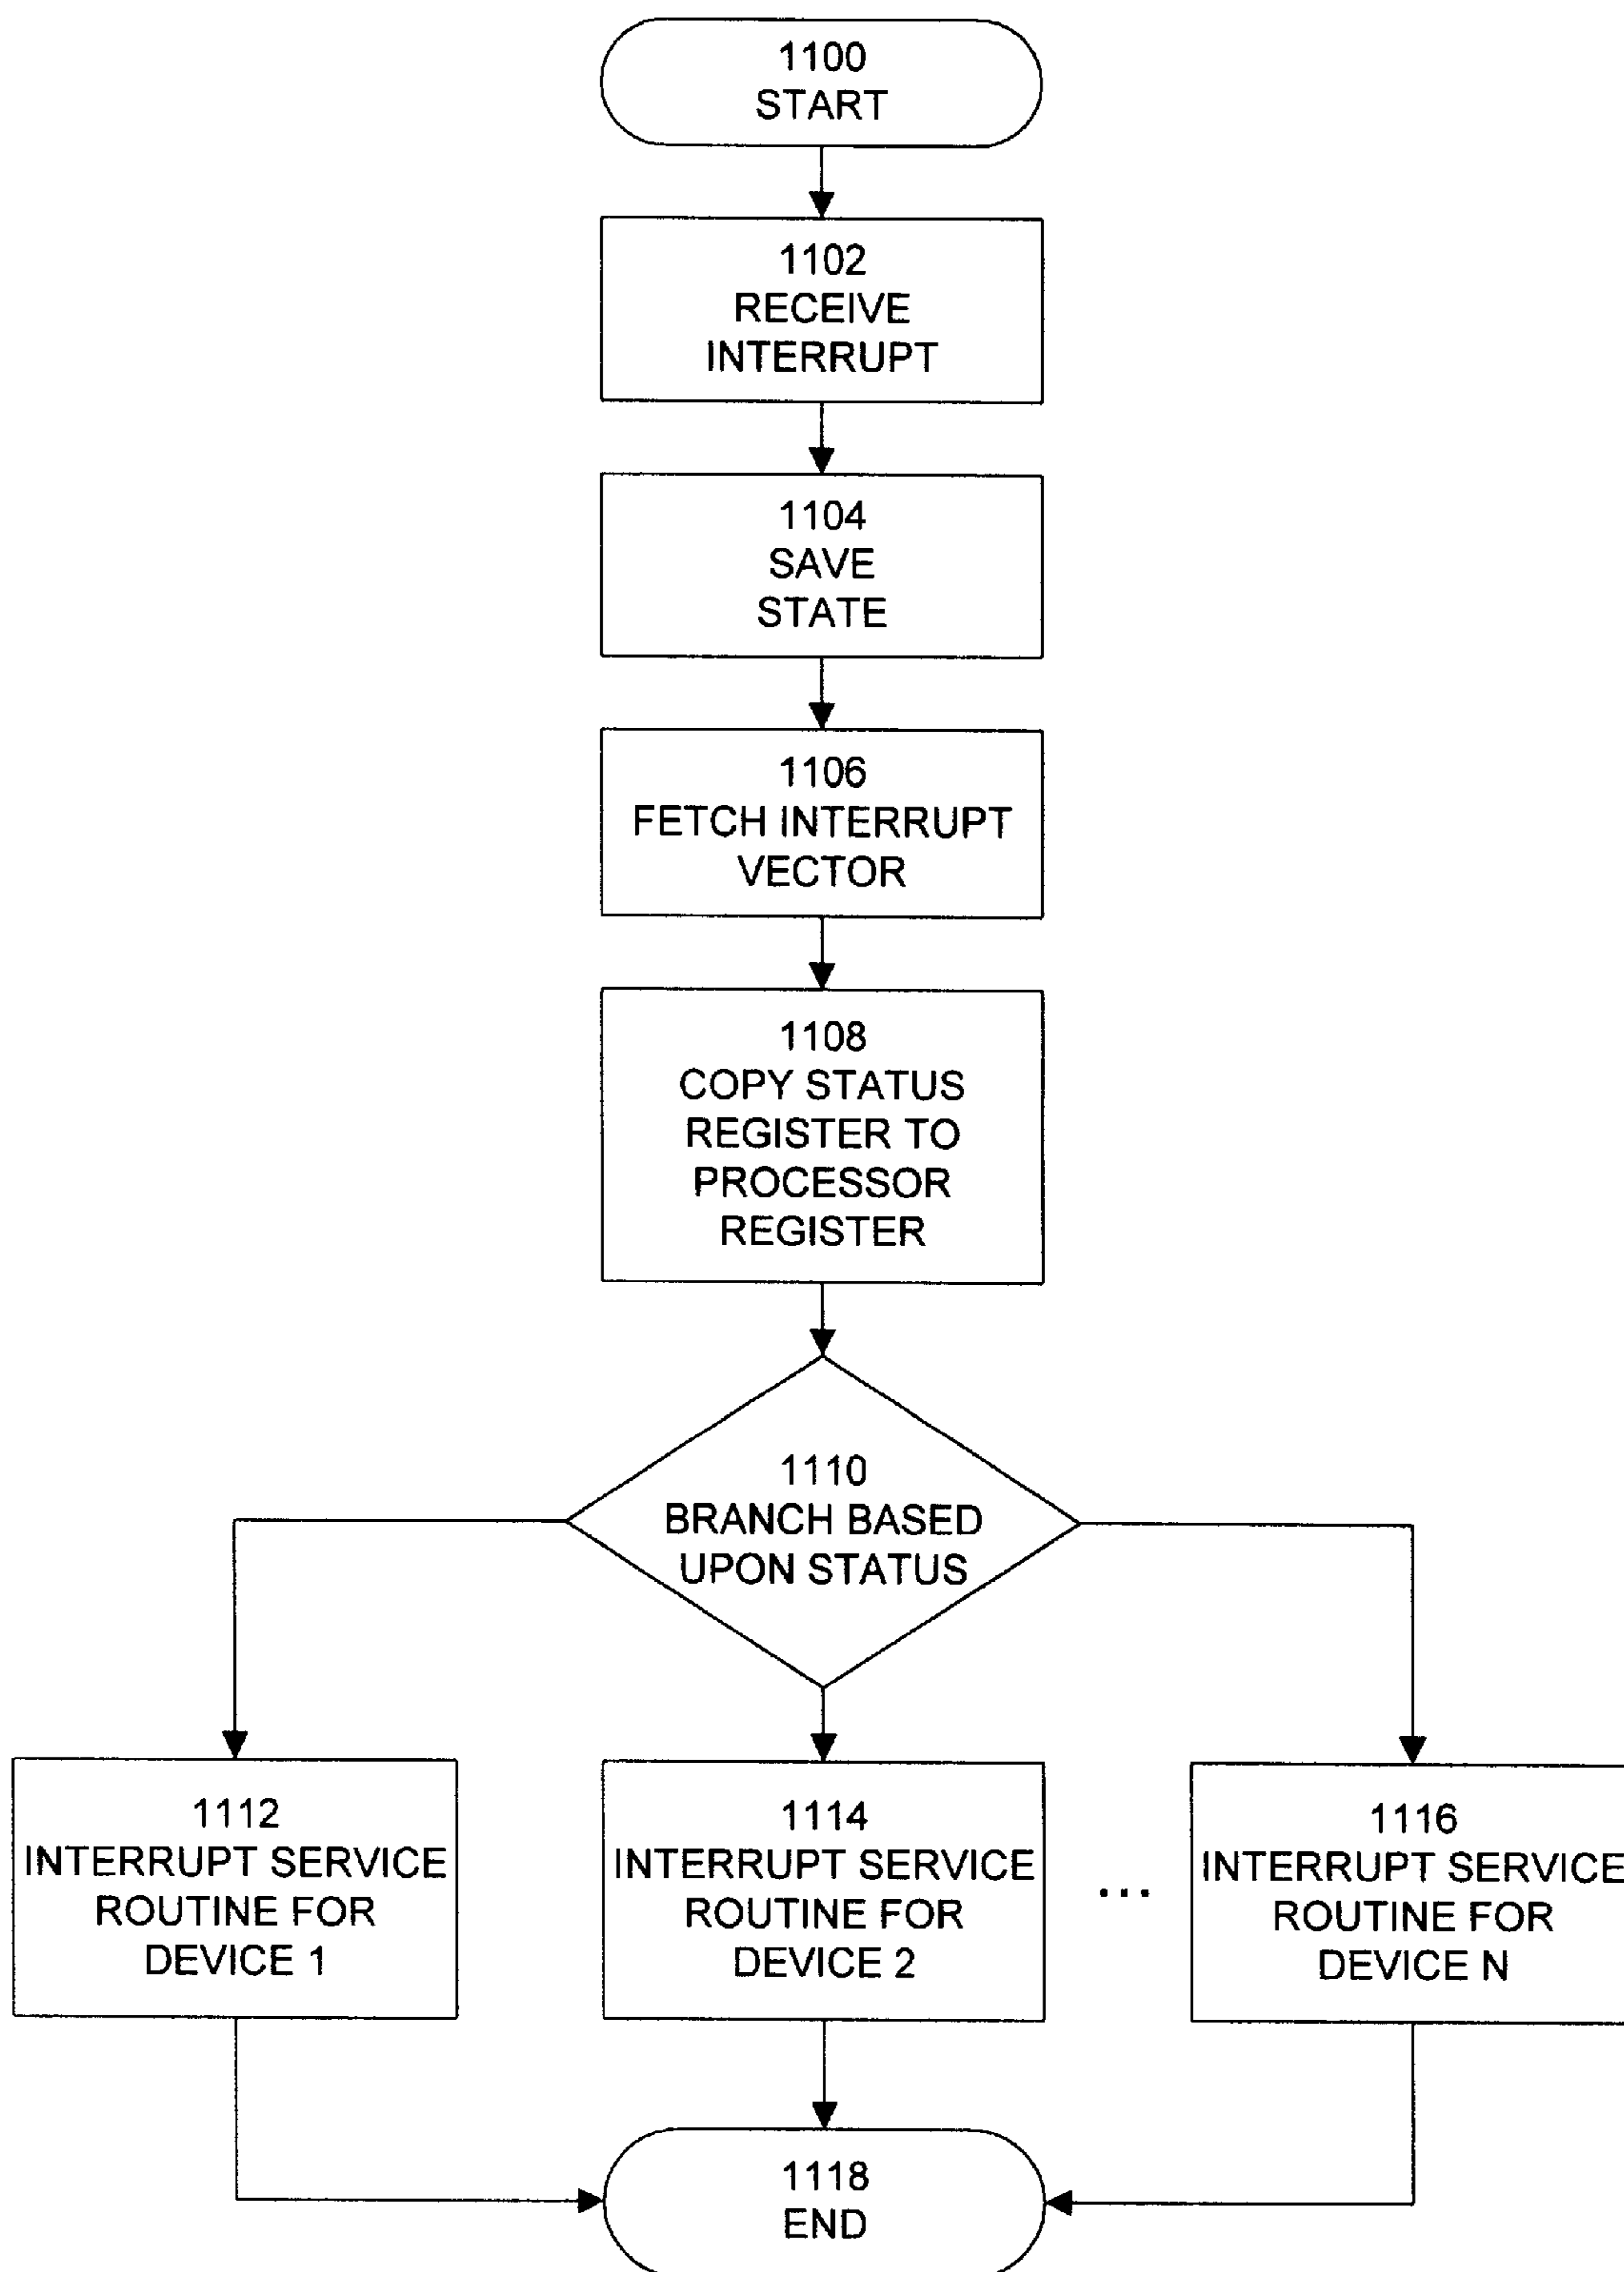 1100
START
1102
RECEIVE
INTERRUPT
1104
SAVE
STATE
1106
FETCH INTERRUPT
VECTOR
1108
COPY STATUS
REGISTER TO
PROCESSOR
REGISTER
1110
BRANCH BASED
UPON STATUS
1112
INTERRUPT SERVICE
ROUTINE FOR
DEVICE 1
1114
INTERRUPT SERVICE
ROUTINE FOR
DEVICE 2
...
1116
INTERRUPT SERVICE
ROUTINE FOR
DEVICE N
1118
END